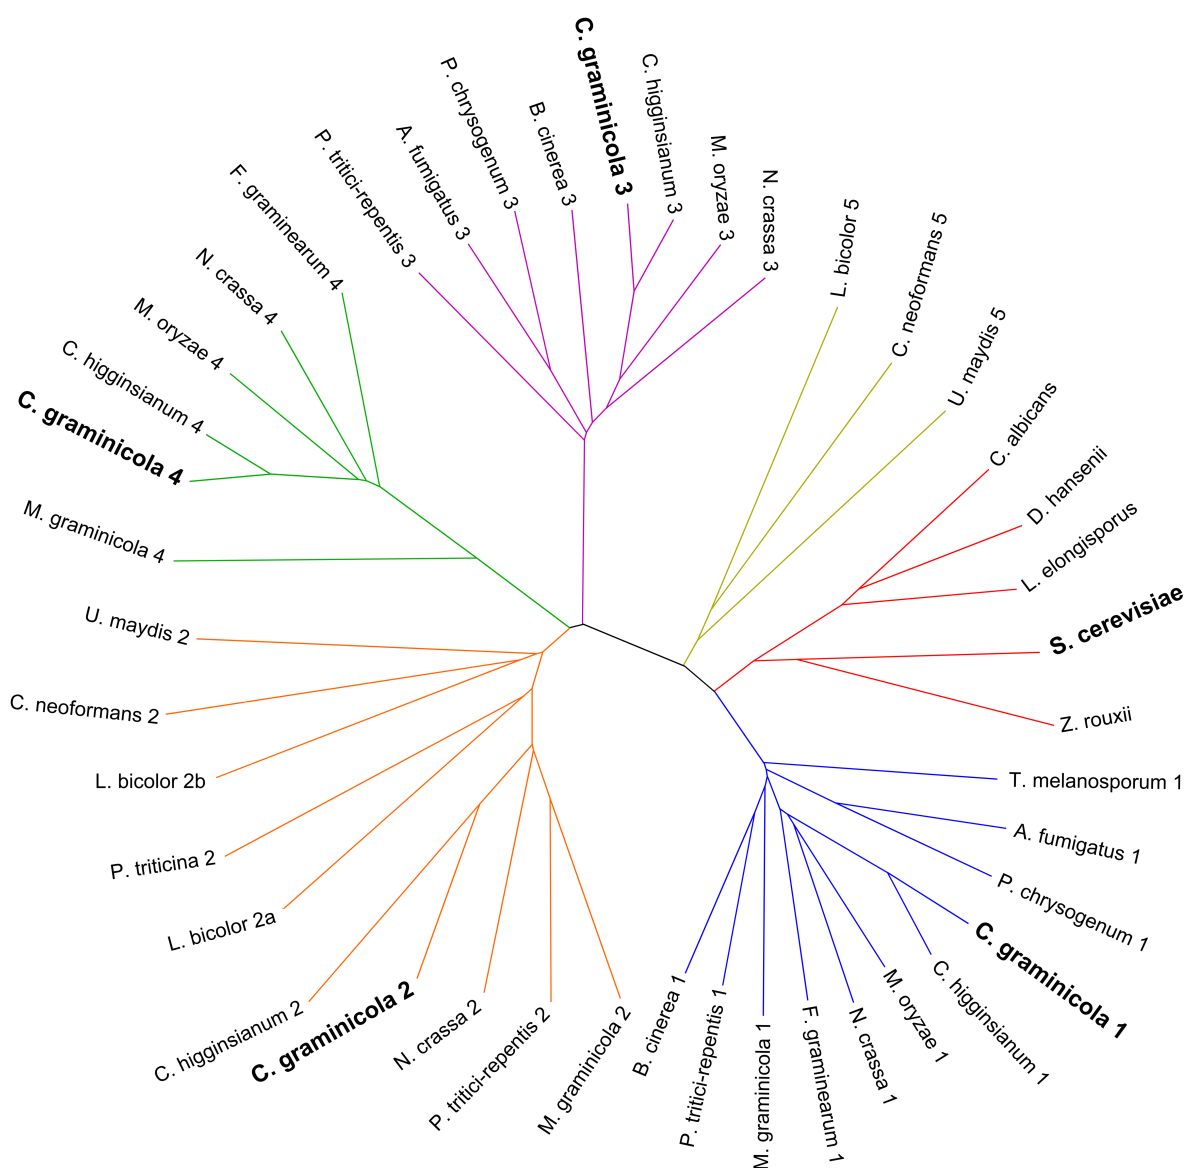 C. graminicola 3
C. higginsianum 3
M. oryzae 3
N. crassa 3
L. bicolor 5
C. neoformans 5
U. maydis 5
C. albicans
D. hansenii
L. elongisporus
S. cerevisiae
Z. rouxii
T. melanosporum 1
A. fumigatus 1
P. chrysogenum 1
C. graminicola 1
C. higginsianum 1
M. oryzae 1
N. crassa 1
F. graminearum 1
M. graminicola 1
P. tritici-repentis 1
B. cinerea 1
M. graminicola 2
P. tritici-repentis 2
N. crassa 2
C. graminicola 2
C. higginsianum 2
L. bicolor 2a
P. triticina 2
L. bicolor 2b
C. neoformans 2
U. maydis 2
M. graminicola 4
C. graminicola 4
C. higginsianum 4
M. oryzae 4
N. crassa 4
F. graminearum 4
P. tritici-repentis 3
A. fumigatus 3
P. chrysogenum 3
B. cinerea 3